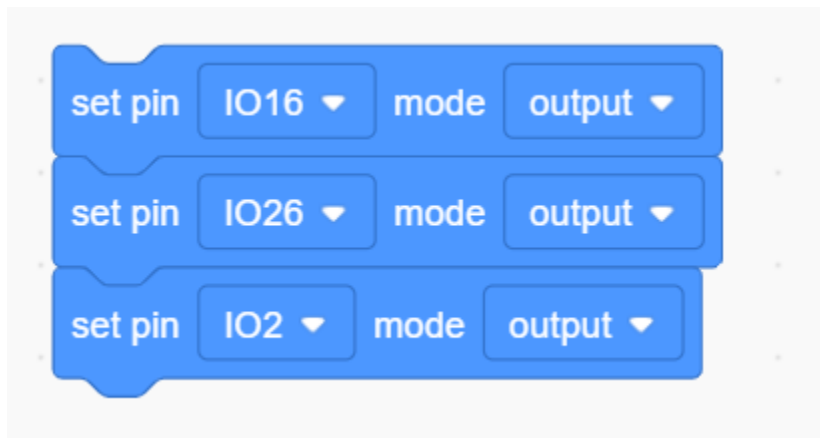 set pin IO16 mode output
set pin IO26 mode output
set pin IO2 mode output